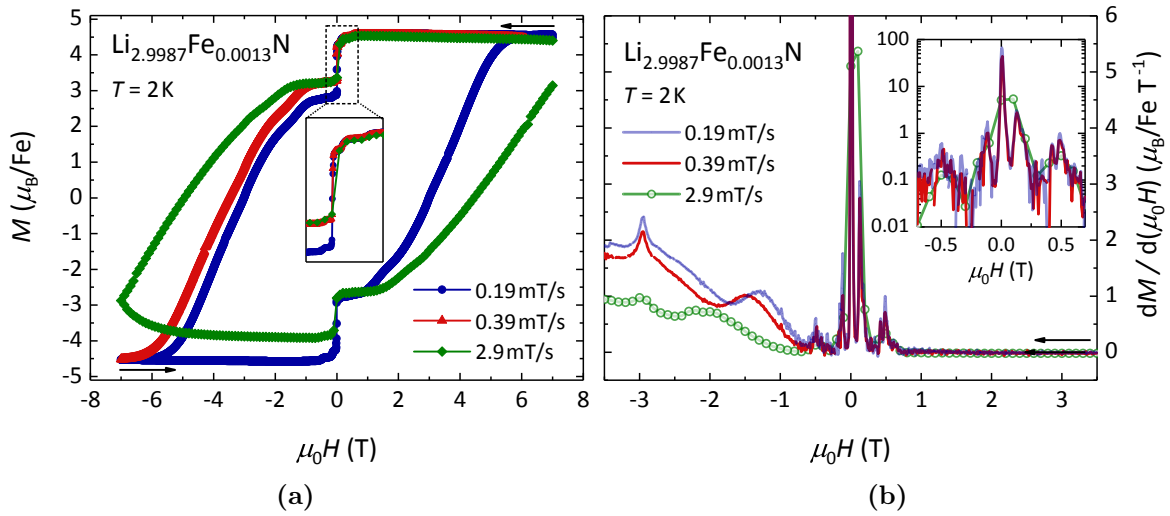 Li2.9987Fe0.0013N
T = 2 K
M (μB/Fe)
5
4
3
2
1
0
-1
-2
-3
-4
-5
0.19 mT/s
0.39 mT/s
2.9 mT/s
-8 -6 -4 -2 0 2 4 6 8
μ0H (T)
(a)
Li2.9987Fe0.0013N
T = 2 K
0.19 mT/s
0.39 mT/s
2.9 mT/s
100
10
1
0.1
0.01
-0.5 0.0 0.5
μ0H (T)
6
5
4
3
2
1
0
dM / d(μ0H) (μB/Fe T⁻¹)
-3 -2 -1 0 1 2 3
μ0H (T)
(b)